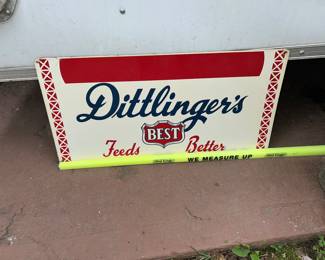 Dittlinger's
BEST
Feeds Better
WE MEASURE UP